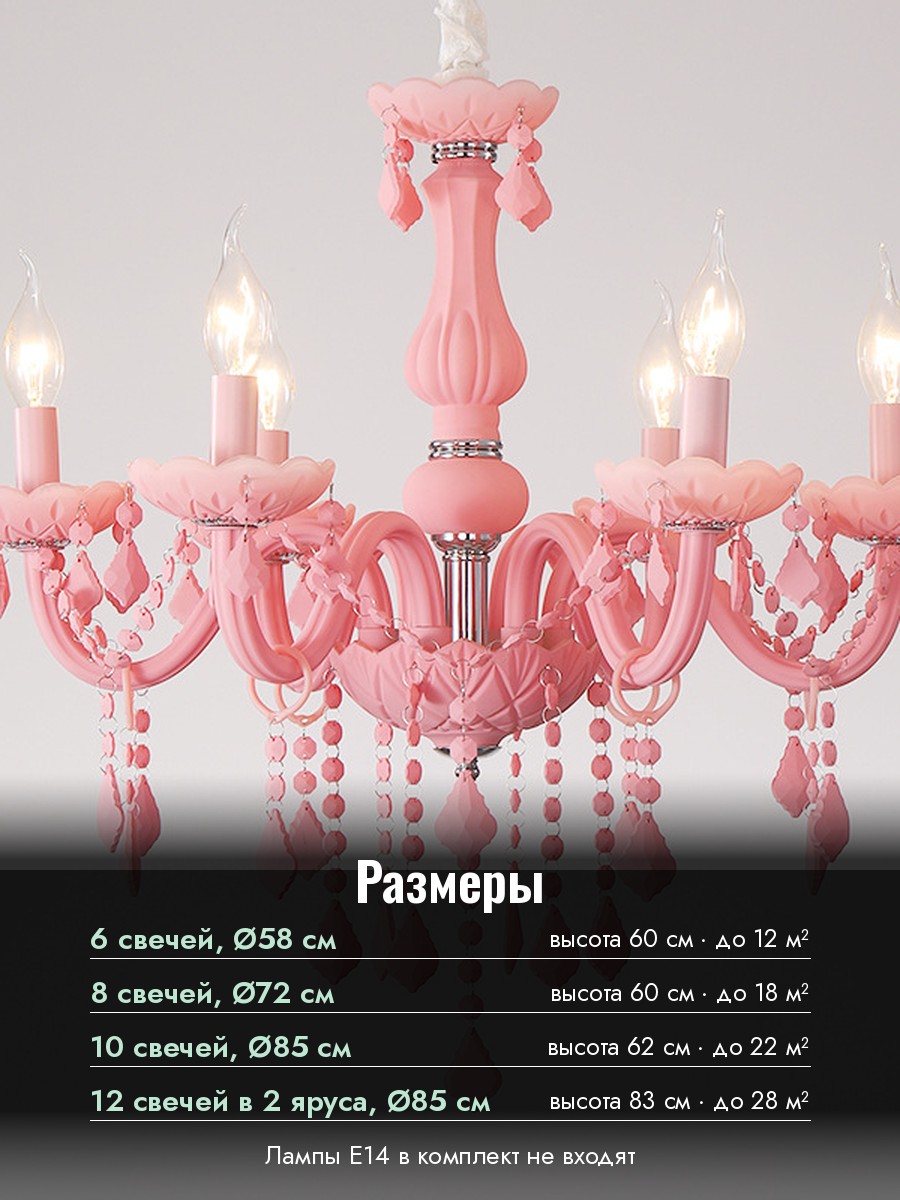 Размеры
6 свечей, Ø58 см высота 60 см · до 12 м²
8 свечей, Ø72 см высота 60 см · до 18 м²
10 свечей, Ø85 см высота 62 см · до 22 м²
12 свечей в 2 яруса, Ø85 см высота 83 см · до 28 м²
Лампы E14 в комплект не входят